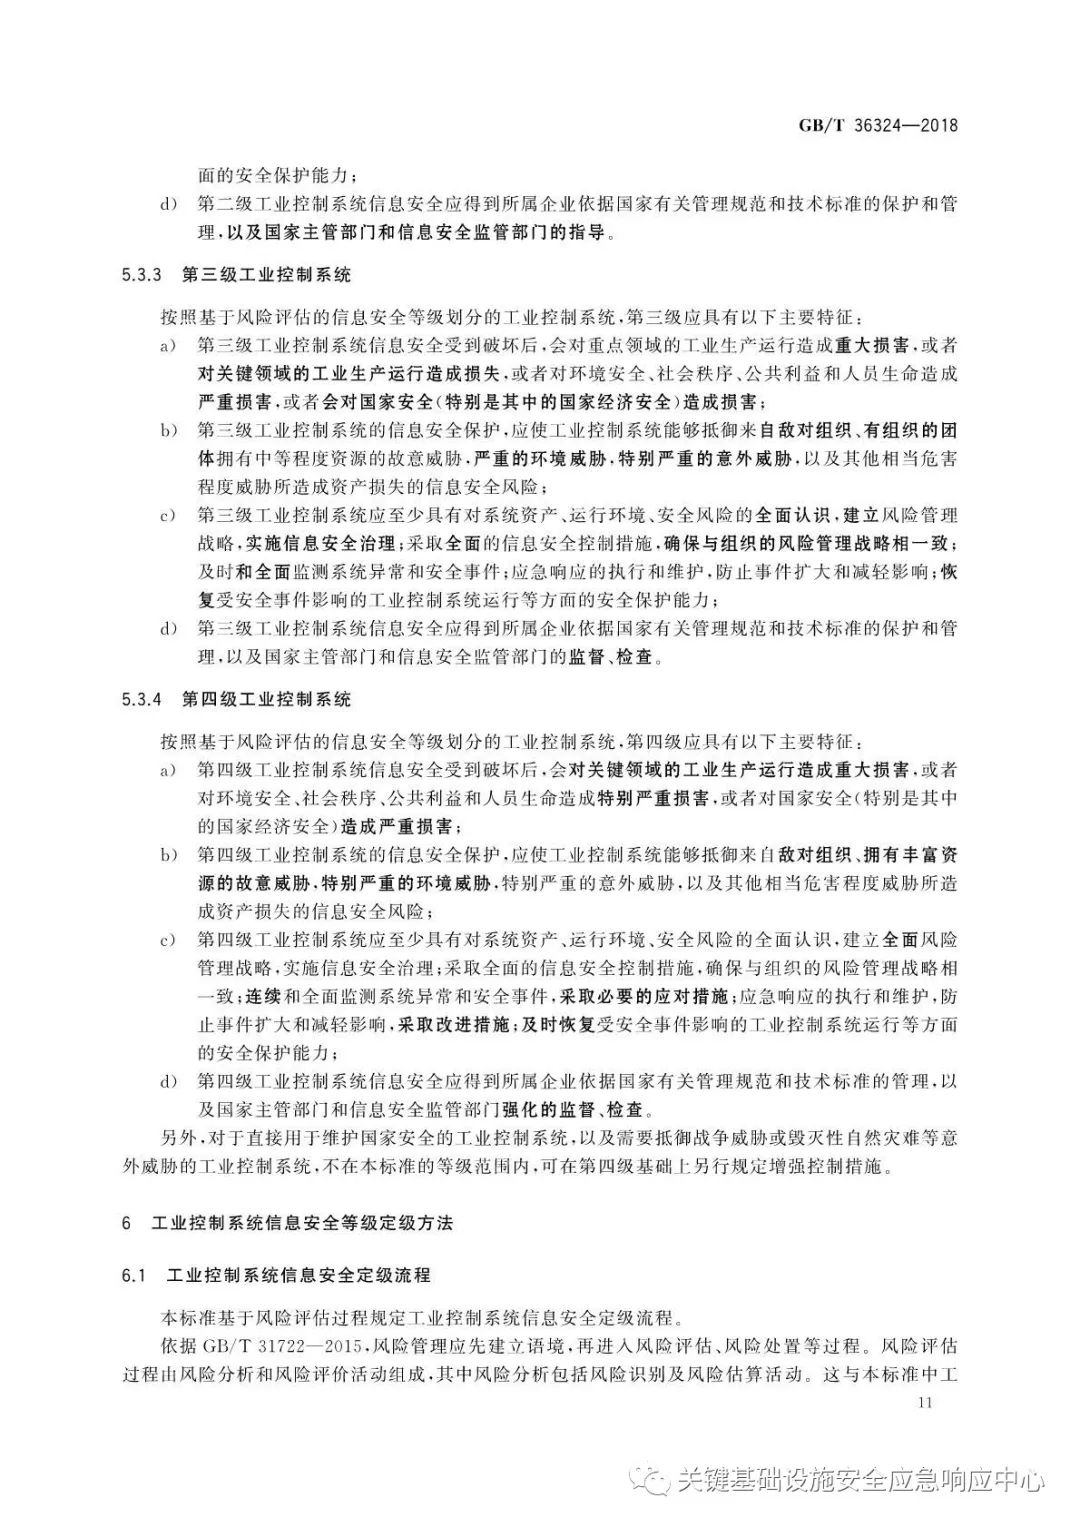 GB/T 36324—2018
面的安全保护能力；
d) 第二级工业控制系统信息安全应得到所属企业依据国家有关管理规范和技术标准的保护和管
理，以及国家主管部门和信息安全监管部门的指导。
5.3.3 第三级工业控制系统
按照基于风险评估的信息安全等级划分的工业控制系统，第三级应具有以下主要特征：
a) 第三级工业控制系统信息安全受到破坏后，会对重点领域的工业生产运行造成重大损害，或者
对关键领域的工业生产运行造成损失，或者对环境安全、社会秩序、公共利益和人员生命造成
严重损害，或者会对国家安全（特别是其中的国家经济安全）造成损害；
b) 第三级工业控制系统的信息安全保护，应使工业控制系统能够抵御来自敌对组织、有组织的团
体拥有中等程度资源的故意威胁，严重的环境威胁，特别严重的意外威胁，以及其他相当危害
程度威胁所造成资产损失的信息安全风险；
c) 第三级工业控制系统应至少具有对系统资产、运行环境、安全风险的全面认识，建立风险管理
战略，实施信息安全治理；采取全面的信息安全控制措施，确保与组织的风险管理战略相一致；
及时和全面监测系统异常和安全事件；应急响应的执行和维护，防止事件扩大和减轻影响；恢
复受安全事件影响的工业控制系统运行等方面的安全保护能力；
d) 第三级工业控制系统信息安全应得到所属企业依据国家有关管理规范和技术标准的保护和管
理，以及国家主管部门和信息安全监管部门的监督、检查。
5.3.4 第四级工业控制系统
按照基于风险评估的信息安全等级划分的工业控制系统，第四级应具有以下主要特征：
a) 第四级工业控制系统信息安全受到破坏后，会对关键领域的工业生产运行造成重大损害，或者
对环境安全、社会秩序、公共利益和人员生命造成特别严重损害，或者对国家安全（特别是其中
的国家经济安全）造成严重损害；
b) 第四级工业控制系统的信息安全保护，应使工业控制系统能够抵御来自敌对组织、拥有丰富资
源的故意威胁，特别严重的环境威胁，特别严重的意外威胁，以及其他相当危害程度威胁所造
成资产损失的信息安全风险；
c) 第四级工业控制系统应至少具有对系统资产、运行环境、安全风险的全面认识，建立全面风险
管理战略，实施信息安全治理；采取全面的信息安全控制措施，确保与组织的风险管理战略相
一致；连续和全面监测系统异常和安全事件，采取必要的应对措施；应急响应的执行和维护，防
止事件扩大和减轻影响，采取改进措施；及时恢复受安全事件影响的工业控制系统运行等方面
的安全保护能力；
d) 第四级工业控制系统信息安全应得到所属企业依据国家有关管理规范和技术标准的管理，以
及国家主管部门和信息安全监管部门强化的监督、检查。
另外，对于直接用于维护国家安全的工业控制系统，以及需要抵御战争威胁或毁灭性自然灾难等意
外威胁的工业控制系统，不在本标准的等级范围内，可在第四级基础上另行规定增强控制措施。
6 工业控制系统信息安全等级定级方法
6.1 工业控制系统信息安全定级流程
本标准基于风险评估过程规定工业控制系统信息安全定级流程。
依据 GB/T 31722—2015，风险管理应先建立语境，再进入风险评估、风险处置等过程。风险评估
过程由风险分析和风险评价活动组成，其中风险分析包括风险识别及风险估算活动。这与本标准中工
11
关键基础设施安全应急响应中心